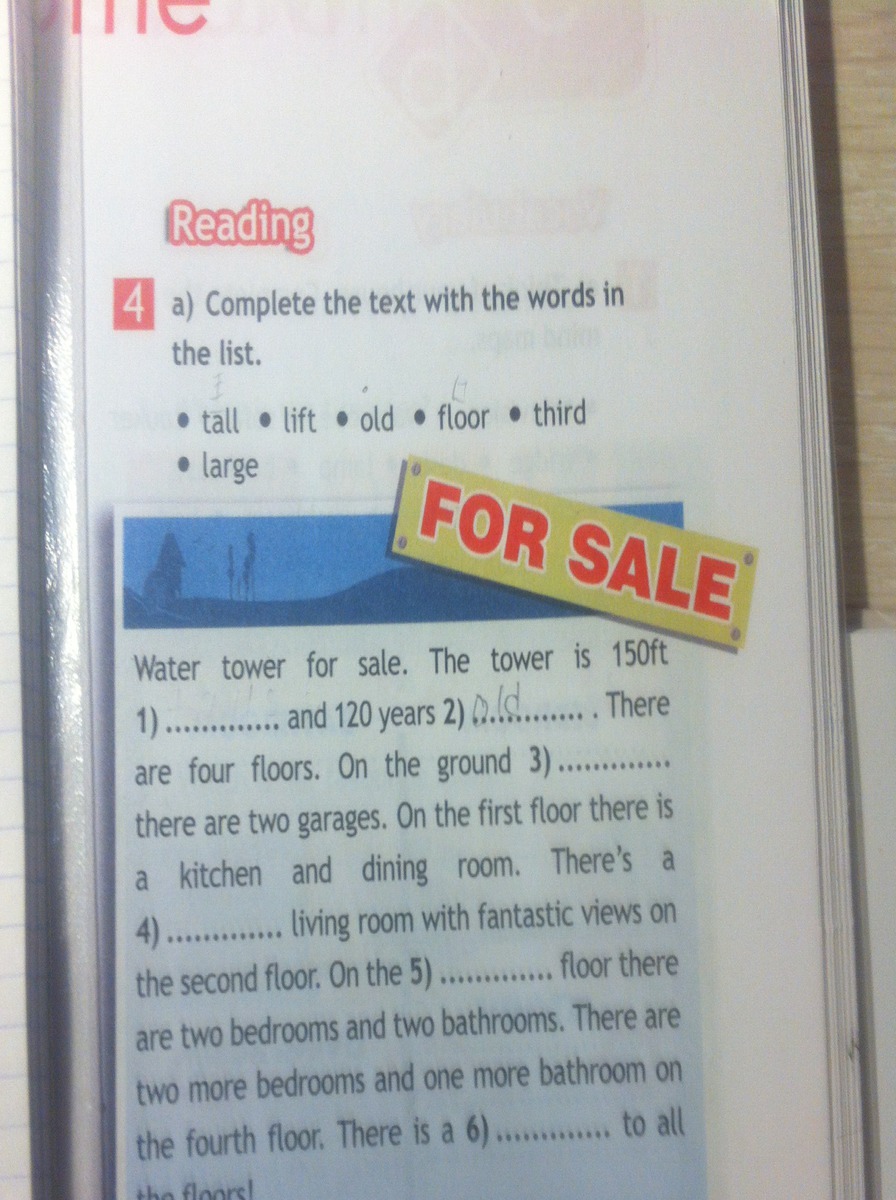 Reading
4 a) Complete the text with the words in
the list.
• tall • lift • old • floor • third
• large
FOR SALE
Water tower for sale. The tower is 150ft
1) ............. and 120 years 2) old ............. . There
are four floors. On the ground 3) .............
there are two garages. On the first floor there is
a kitchen and dining room. There's a
4) ............. living room with fantastic views on
the second floor. On the 5) ............. floor there
are two bedrooms and two bathrooms. There are
two more bedrooms and one more bathroom on
the fourth floor. There is a 6) ............. to all
the floors!